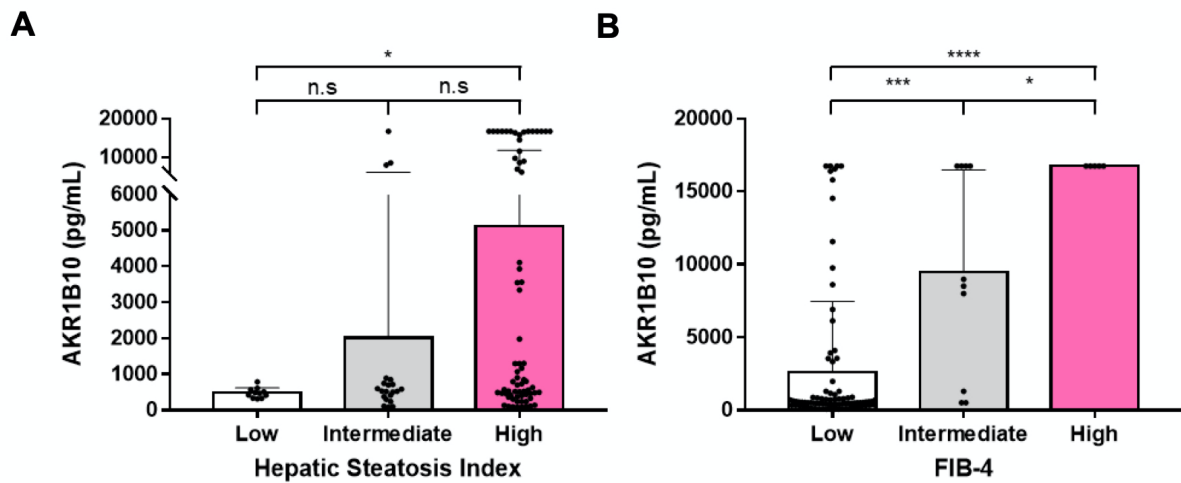 A
*
n.s n.s
20000
10000
6000
5000
4000
3000
2000
1000
0
AKR1B10 (pg/mL)
Low Intermediate High
Hepatic Steatosis Index
B
****
*** *
20000
15000
10000
5000
0
AKR1B10 (pg/mL)
Low Intermediate High
FIB-4